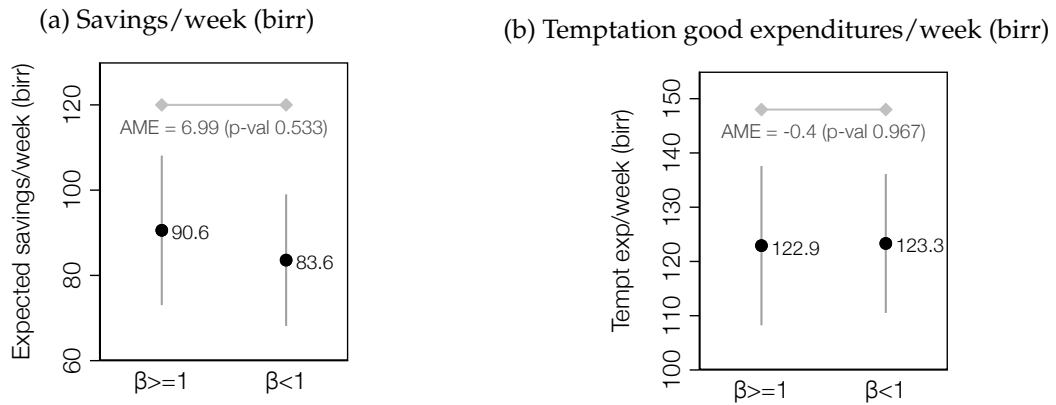 (a) Savings/week (birr)
Expected savings/week (birr)
120
100
80
60
AME = 6.99 (p-val 0.533)
90.6
83.6
β>=1
β<1
(b) Temptation good expenditures/week (birr)
Tempt exp/week (birr)
150
140
130
120
110
100
AME = -0.4 (p-val 0.967)
122.9
123.3
β>=1
β<1